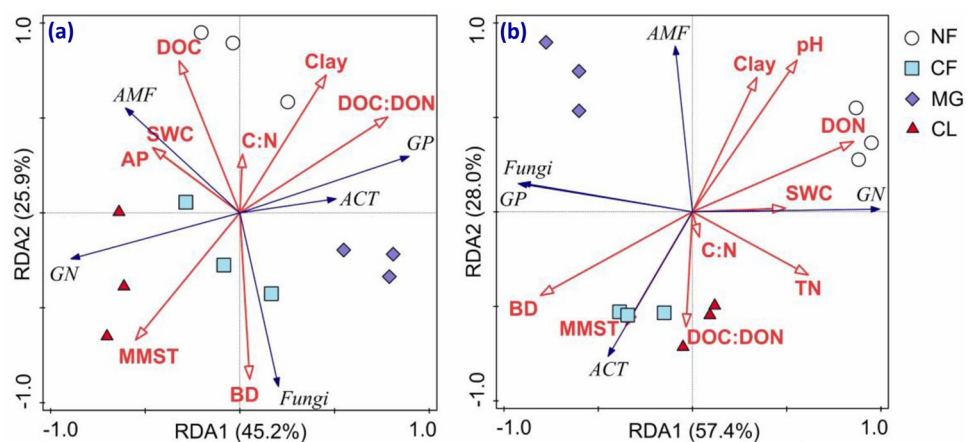 (a)
1.0
RDA2 (25.9%)
-1.0
DOC
Clay
AMF
DOC:DON
SWC
C:N
GP
AP
ACT
GN
MMST
BD
Fungi
-1.0
RDA1 (45.2%)
1.0
(b)
1.0
RDA2 (28.0%)
-1.0
AMF
pH
Clay
DON
Fungi
GP
SWC
GN
C:N
TN
BD
MMST
DOC:DON
ACT
-1.0
RDA1 (57.4%)
1.0
NF
CF
MG
CL